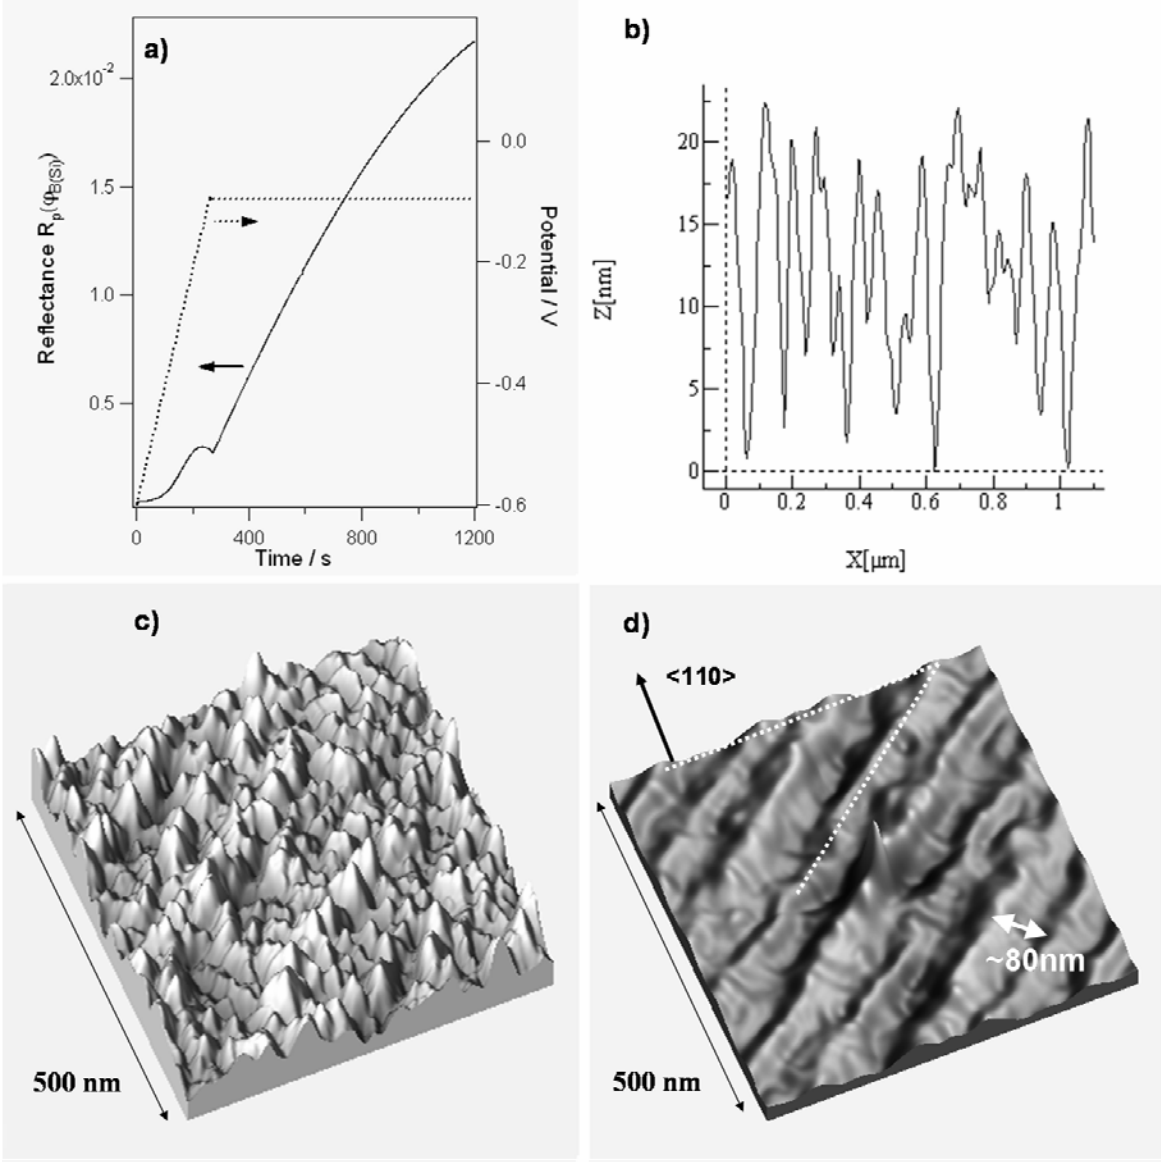 a)
2.0x10⁻²
1.5
1.0
0.5
Reflectance Rp(φB(Si))
0.0
-0.2
-0.4
-0.6
Potential / V
0
400
800
1200
Time / s
b)
20
15
10
5
0
Z[nm]
0
0.2
0.4
0.6
0.8
1
X[µm]
c)
500 nm
d)
<110>
~80nm
500 nm